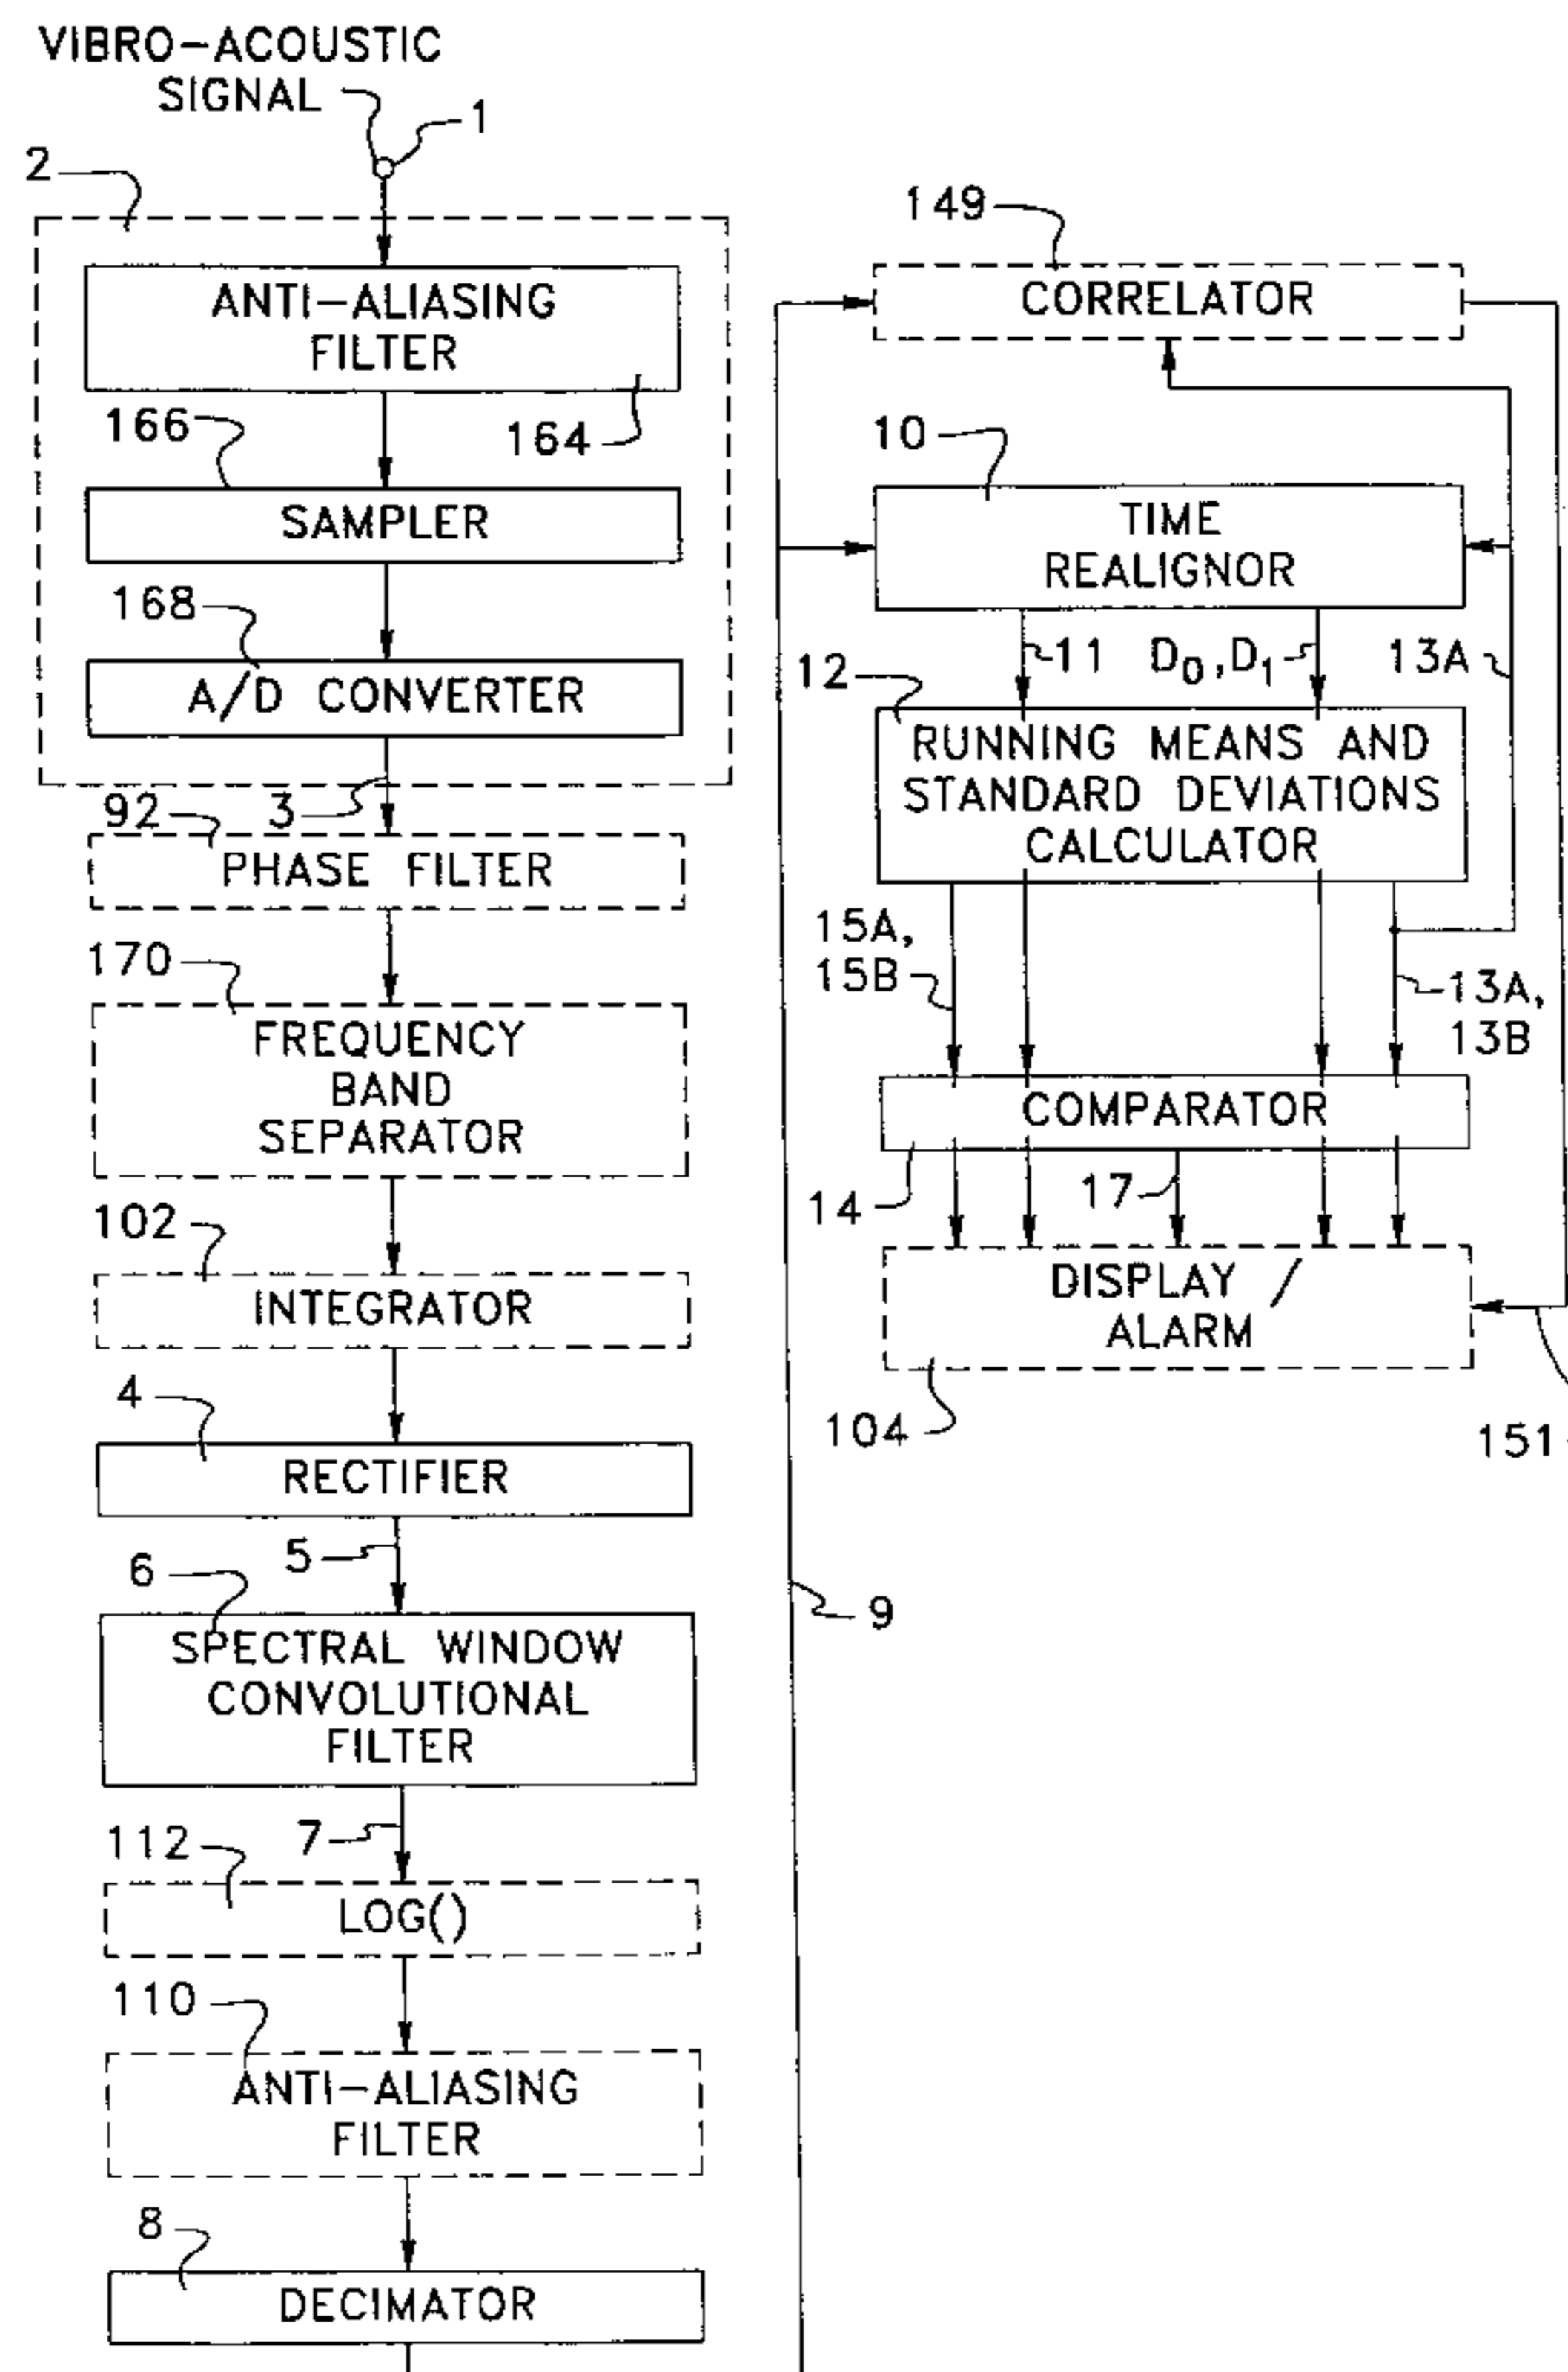 VIBRO-ACOUSTIC
SIGNAL
1
2
ANTI-ALIASING
FILTER
164
166
SAMPLER
168
A/D CONVERTER
3
92
PHASE FILTER
170
FREQUENCY
BAND
SEPARATOR
102
INTEGRATOR
4
RECTIFIER
5
6
SPECTRAL WINDOW
CONVOLUTIONAL
FILTER
7
112
LOG()
110
ANTI-ALIASING
FILTER
8
DECIMATOR
9
149
CORRELATOR
10
TIME
REALIGNOR
11
D0,D1
13A
12
RUNNING MEANS AND
STANDARD DEVIATIONS
CALCULATOR
15A,
15B
13A,
13B
COMPARATOR
14
17
DISPLAY /
ALARM
104
151